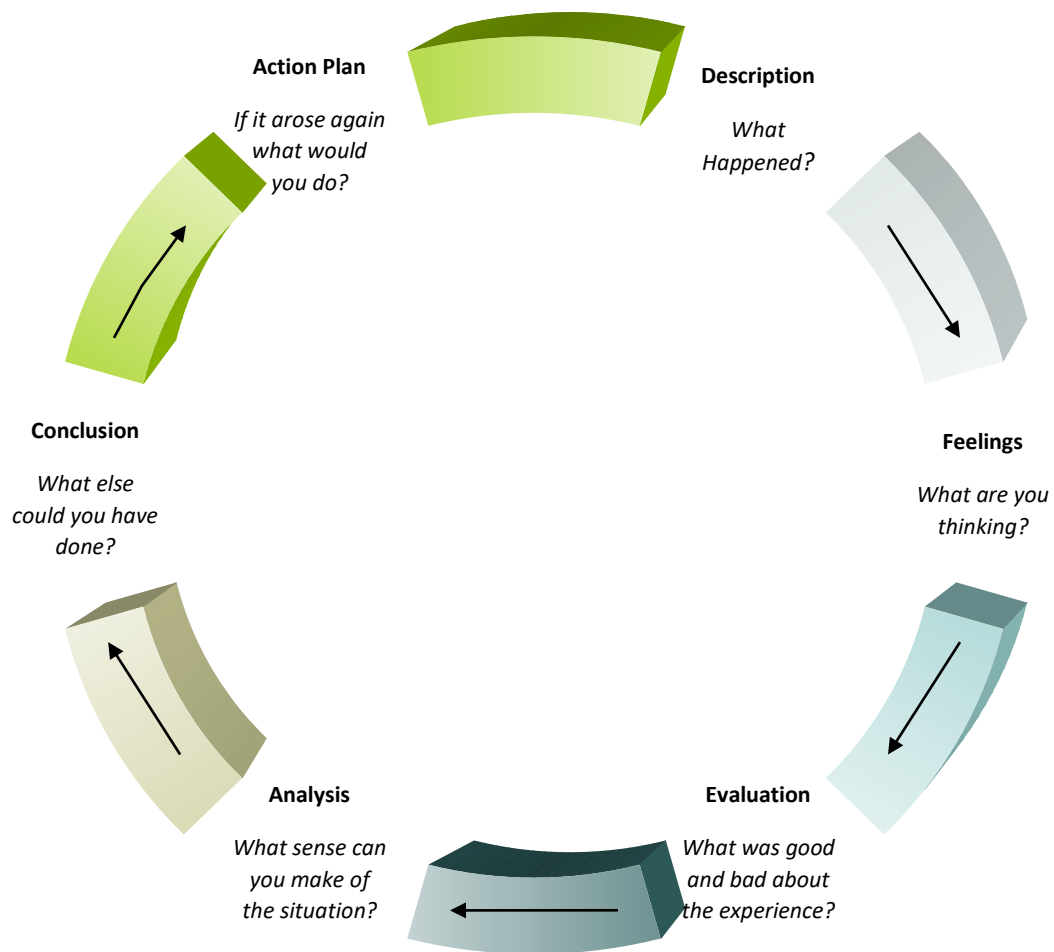 Description
What
Happened?
Feelings
What are you
thinking?
Evaluation
What was good
and bad about
the experience?
Analysis
What sense can
you make of
the situation?
Conclusion
What else
could you have
done?
Action Plan
If it arose again
what would
you do?